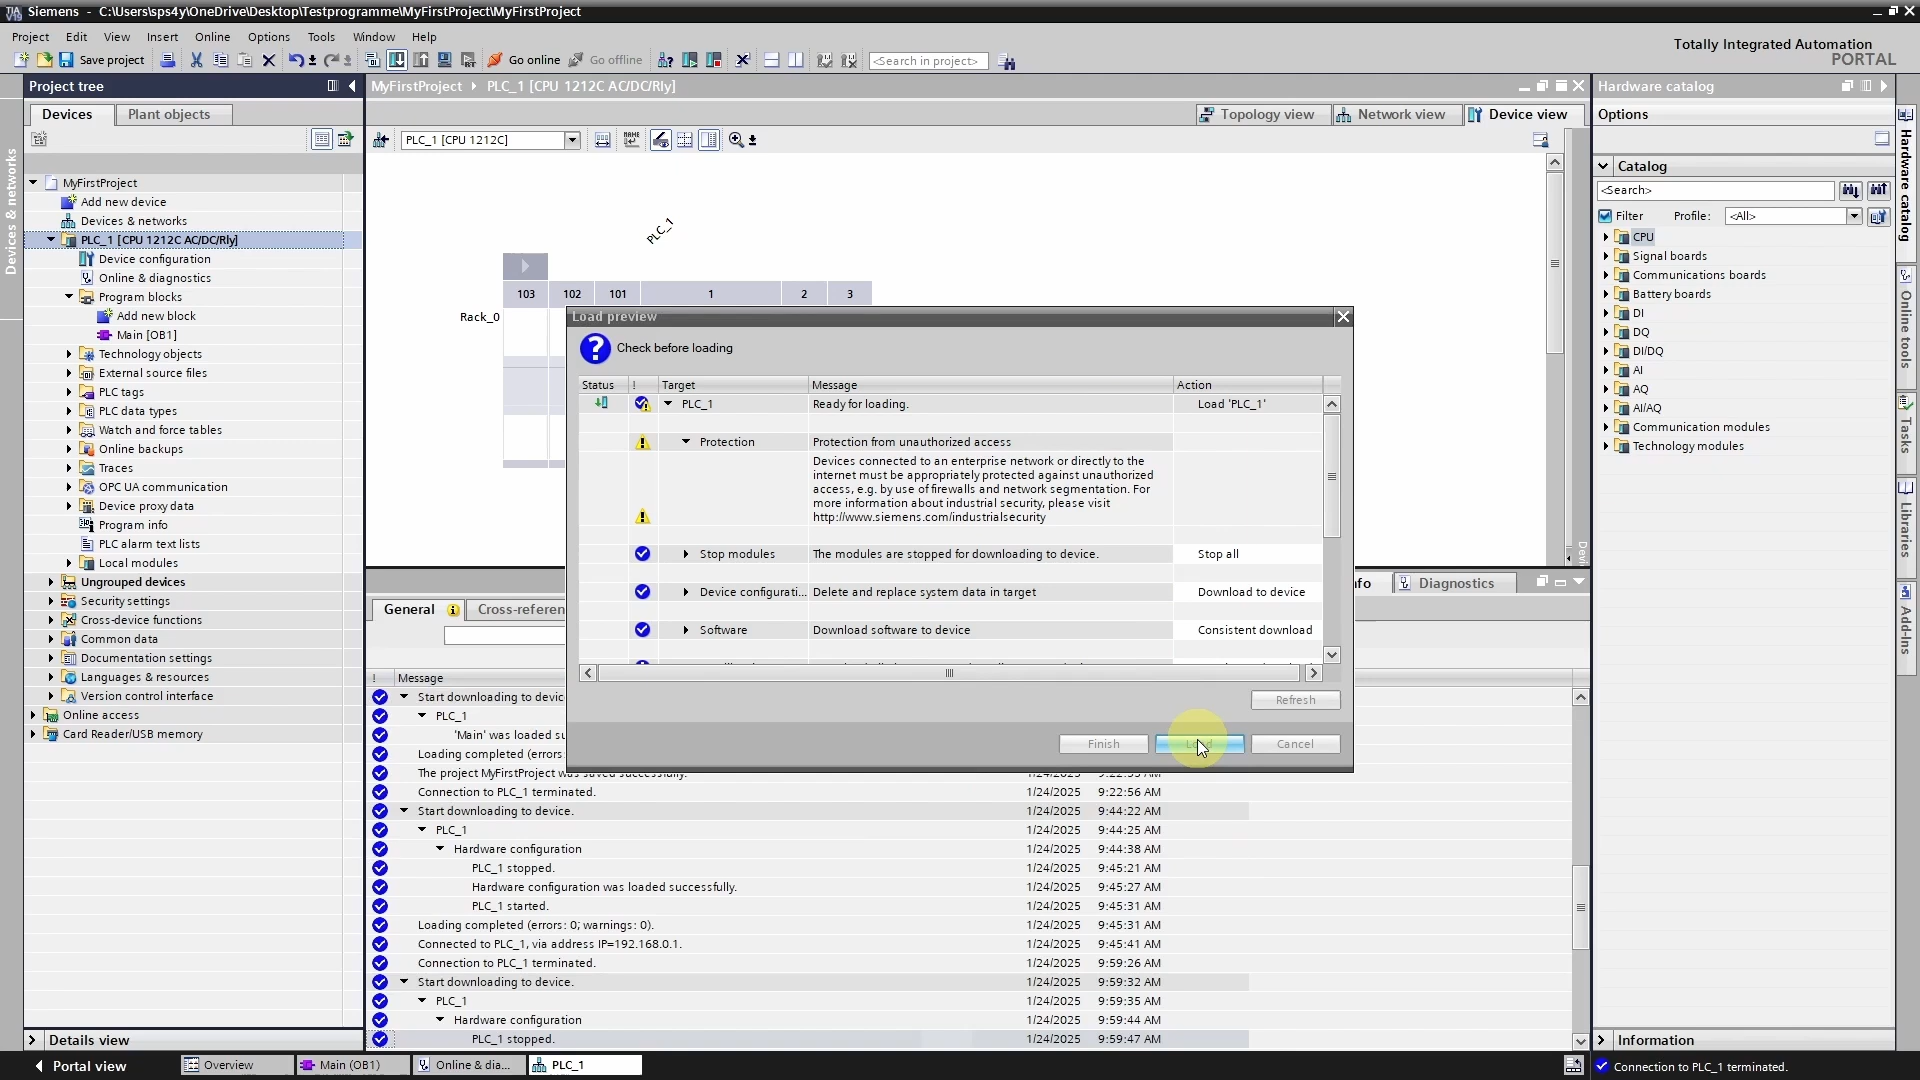 Siemens - C:\Users\sps4y\OneDrive\Desktop\Testprogramme\MyFirstProject\MyFirstProject
Project Edit View Insert Online Options Tools Window Help
Totally Integrated Automation
PORTAL
Save project
Go online
Go offline
<Search in project>
Project tree
Devices
Plant objects
Devices & networks
MyFirstProject
Add new device
Devices & networks
PLC_1 [CPU 1212C AC/DC/Rly]
Device configuration
Online & diagnostics
Program blocks
Add new block
Main [OB1]
Technology objects
External source files
PLC tags
PLC data types
Watch and force tables
Online backups
Traces
OPC UA communication
Device proxy data
Program info
PLC alarm text lists
Local modules
Ungrouped devices
Security settings
Cross-device functions
Common data
Documentation settings
Languages & resources
Version control interface
Online access
Card Reader/USB memory
Details view
MyFirstProject PLC_1 [CPU 1212C AC/DC/Rly]
Topology view
Network view
Device view
PLC_1 [CPU 1212C]
PLC_1
103 102 101 1 2 3
Rack_0
Load preview
Check before loading
Status ! Target Message Action
PLC_1 Ready for loading. Load 'PLC_1'
Protection Protection from unauthorized access
Devices connected to an enterprise network or directly to the
internet must be appropriately protected against unauthorized
access, e.g. by use of firewalls and network segmentation. For
more information about industrial security, please visit
http://www.siemens.com/industrialsecurity
Stop modules The modules are stopped for downloading to device. Stop all
Device configurati... Delete and replace system data in target Download to device
Software Download software to device Consistent download
Refresh
Finish
Load
Cancel
fo
Diagnostics
General
Cross-referen
! Message
Start downloading to devic
PLC_1
'Main' was loaded su
Loading completed (errors:
The project MyFirstProject was saved successfully.
Connection to PLC_1 terminated. 1/24/2025 9:22:56 AM
Start downloading to device. 1/24/2025 9:44:22 AM
PLC_1 1/24/2025 9:44:25 AM
Hardware configuration 1/24/2025 9:44:38 AM
PLC_1 stopped. 1/24/2025 9:45:21 AM
Hardware configuration was loaded successfully. 1/24/2025 9:45:27 AM
PLC_1 started. 1/24/2025 9:45:31 AM
Loading completed (errors: 0; warnings: 0). 1/24/2025 9:45:31 AM
Connected to PLC_1, via address IP=192.168.0.1. 1/24/2025 9:45:41 AM
Connection to PLC_1 terminated. 1/24/2025 9:59:26 AM
Start downloading to device. 1/24/2025 9:59:32 AM
PLC_1 1/24/2025 9:59:35 AM
Hardware configuration 1/24/2025 9:59:44 AM
PLC_1 stopped. 1/24/2025 9:59:47 AM
Hardware catalog
Options
Catalog
<Search>
Filter Profile: <All>
CPU
Signal boards
Communications boards
Battery boards
DI
DQ
DI/DQ
AI
AQ
AI/AQ
Communication modules
Technology modules
Information
Hardware catalog
Online tools
Tasks
Libraries
Add-Ins
Portal view
Overview
Main (OB1)
Online & dia...
PLC_1
Connection to PLC_1 terminated.